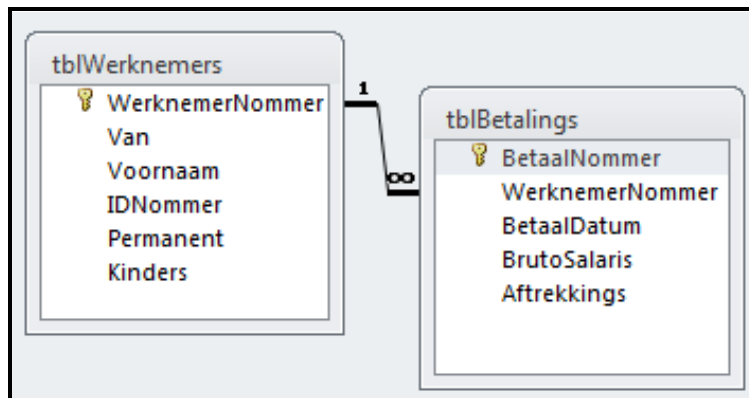 tblWerknemers
WerknemerNommer
Van
Voornaam
IDNommer
Permanent
Kinders
1
∞
tblBetalings
BetaalNommer
WerknemerNommer
BetaalDatum
BrutoSalaris
Aftrekkings